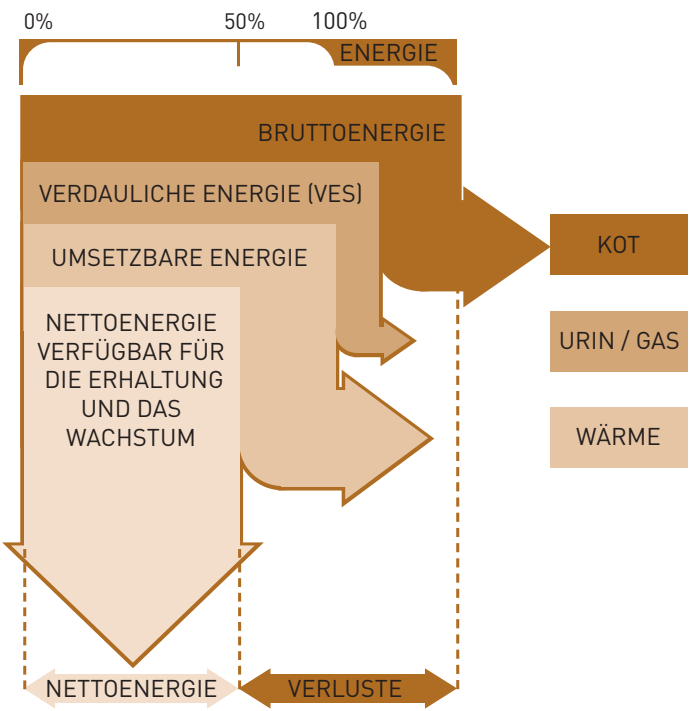 0% 50% 100%
ENERGIE
BRUTTOENERGIE
VERDAULICHE ENERGIE (VES)
UMSETZBARE ENERGIE
NETTOENERGIE
VERFÜGBAR FÜR
DIE ERHALTUNG
UND DAS
WACHSTUM
KOT
URIN / GAS
WÄRME
NETTOENERGIE
VERLUSTE